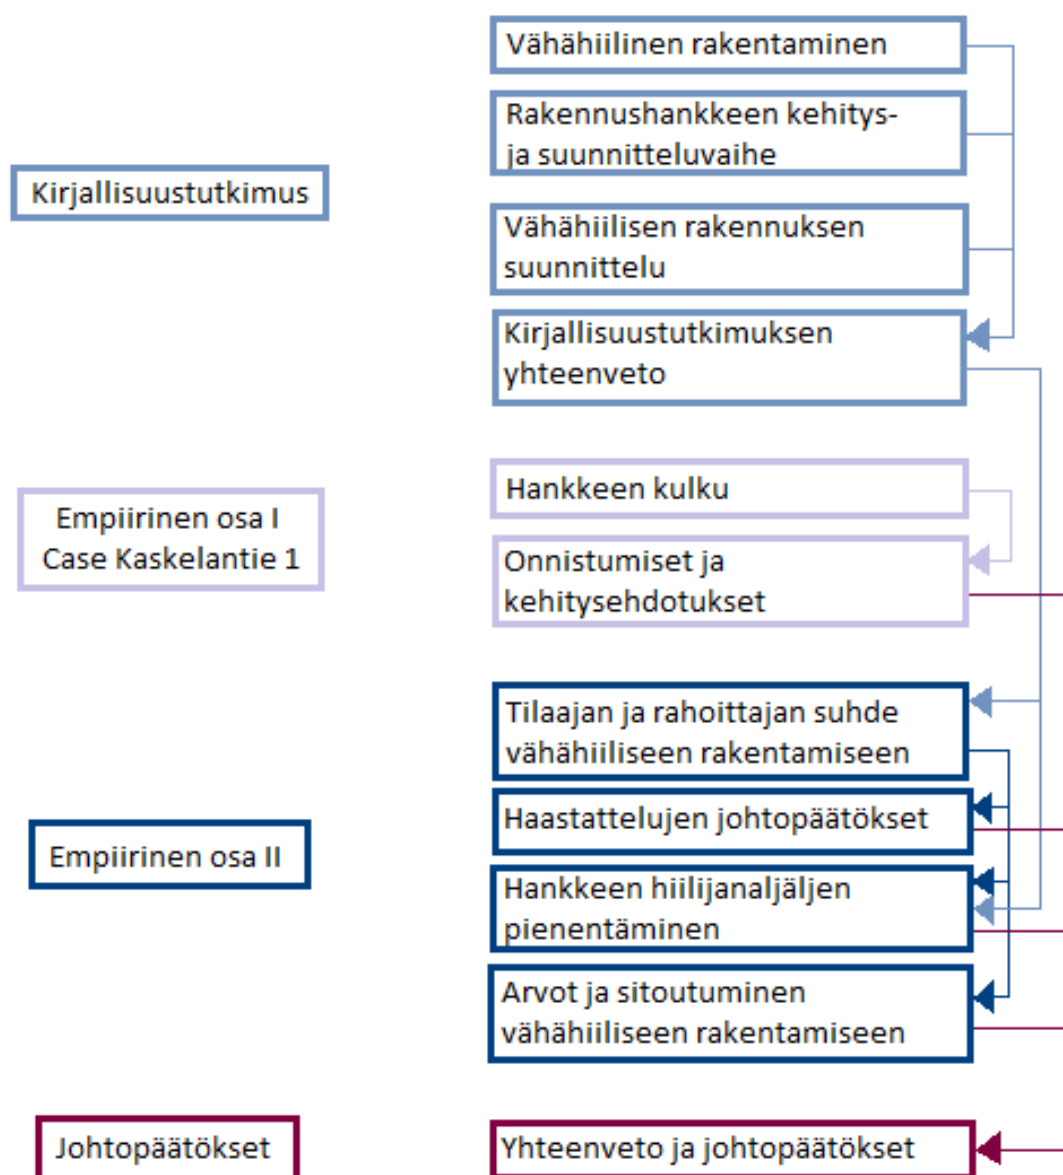 Vähähiilinen rakentaminen
Rakennushankkeen kehitys-
ja suunnitteluvaihe
Kirjallisuustutkimus
Vähähiilisen rakennuksen
suunnittelu
Kirjallisuustutkimuksen
yhteenveto
Hankkeen kulku
Empiirinen osa I
Case Kaskelantie 1
Onnistumiset ja
kehitysehdotukset
Tilaajan ja rahoittajan suhde
vähähiiliseen rakentamiseen
Haastattelujen johtopäätökset
Empiirinen osa II
Hankkeen hiilijanaljäljen
pienentäminen
Arvot ja sitoutuminen
vähähiiliseen rakentamiseen
Johtopäätökset
Yhteenveto ja johtopäätökset